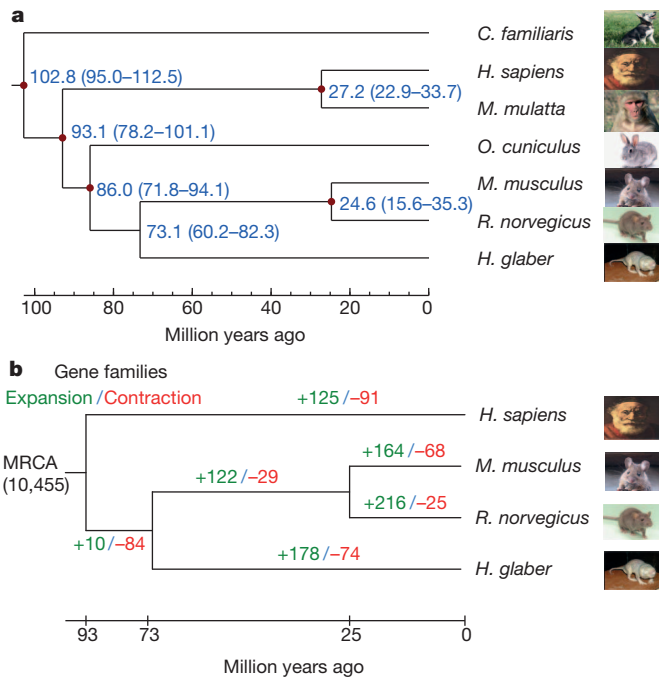 a
C. familiaris
H. sapiens
102.8 (95.0–112.5)
27.2 (22.9–33.7)
M. mulatta
93.1 (78.2–101.1)
O. cuniculus
M. musculus
86.0 (71.8–94.1)
24.6 (15.6–35.3)
R. norvegicus
73.1 (60.2–82.3)
H. glaber
100 80 60 40 20 0
Million years ago
b Gene families
Expansion/Contraction
+125/–91
H. sapiens
+164/–68
MRCA
(10,455)
M. musculus
+122/–29
+216/–25
R. norvegicus
+10/–84
+178/–74
H. glaber
93 73 25 0
Million years ago